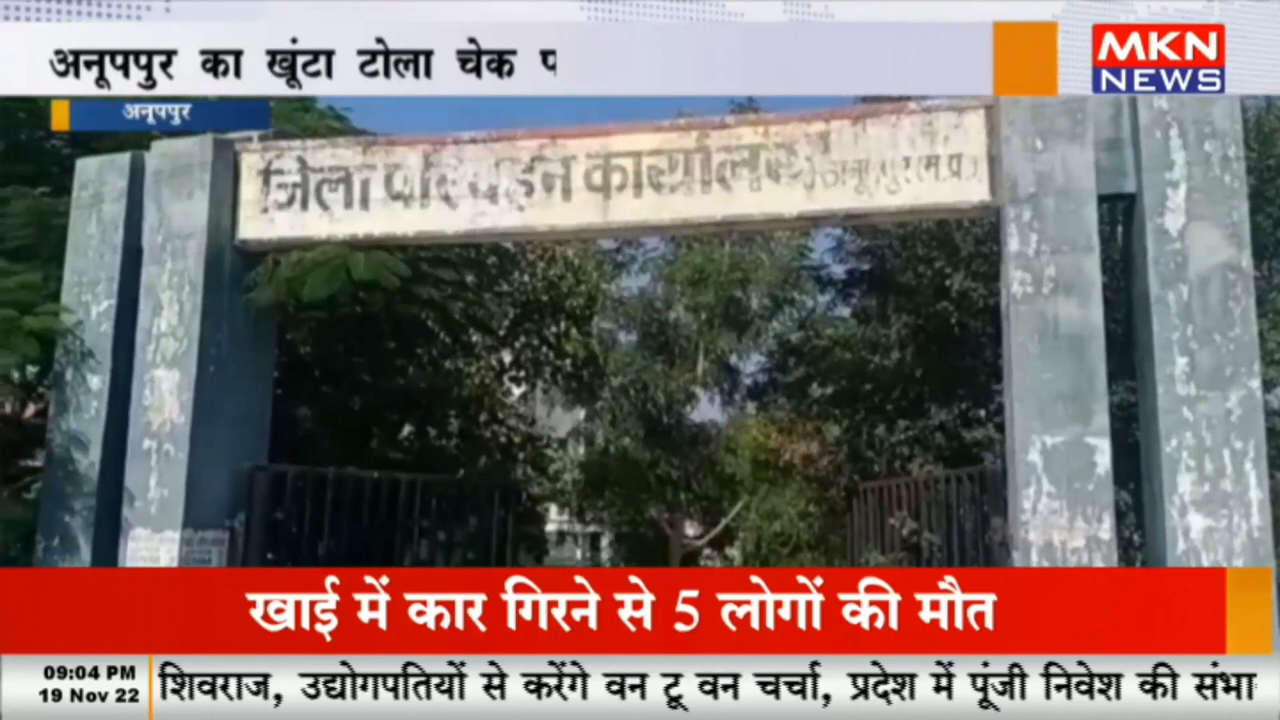 अनूपपुर का खूंटा टोला चेक प
MKN
NEWS
अनूपपुर
जिला परिवहन कार्यालय
खाई में कार गिरने से 5 लोगों की मौत
09:04 PM
19 Nov 22
शिवराज, उद्योगपतियों से करेंगे वन टू वन चर्चा, प्रदेश में पूंजी निवेश की संभा